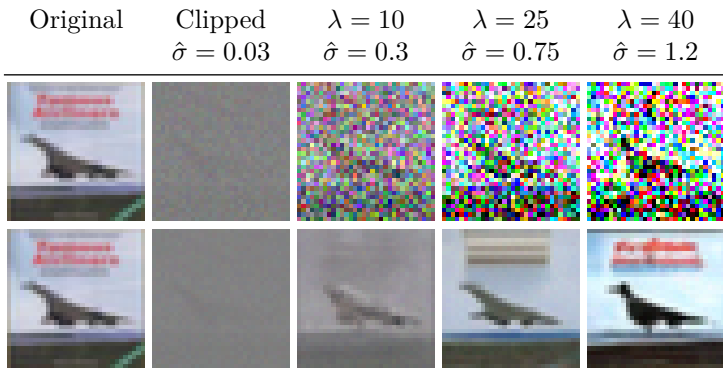 Original Clipped λ = 10 λ = 25 λ = 40
σ̂ = 0.03 σ̂ = 0.3 σ̂ = 0.75 σ̂ = 1.2